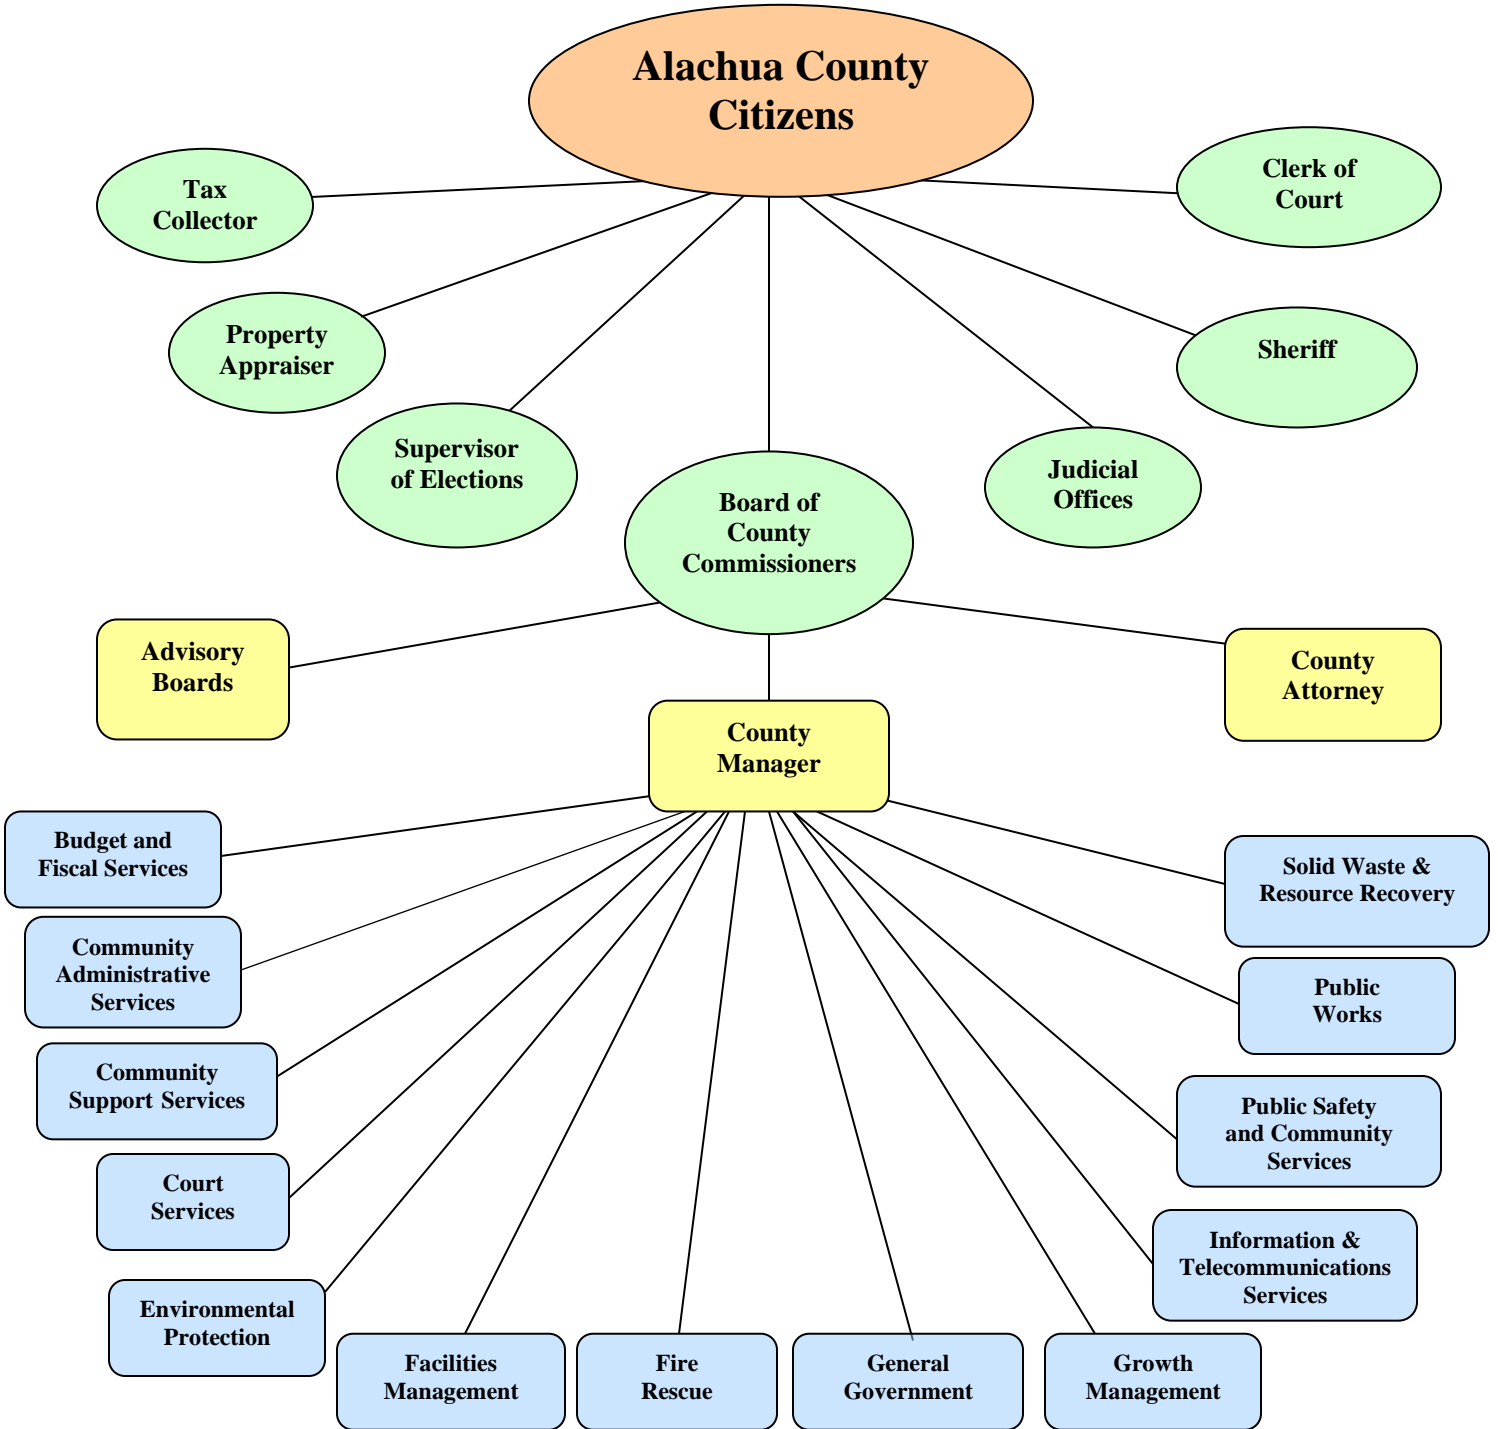 Alachua County
Citizens
Tax
Collector
Clerk of
Court
Property
Appraiser
Sheriff
Supervisor
of Elections
Judicial
Offices
Board of
County
Commissioners
Advisory
Boards
County
Attorney
County
Manager
Budget and
Fiscal Services
Solid Waste &
Resource Recovery
Community
Administrative
Services
Public
Works
Community
Support Services
Public Safety
and Community
Services
Court
Services
Information &
Telecommunications
Services
Environmental
Protection
Facilities
Management
Fire
Rescue
General
Government
Growth
Management